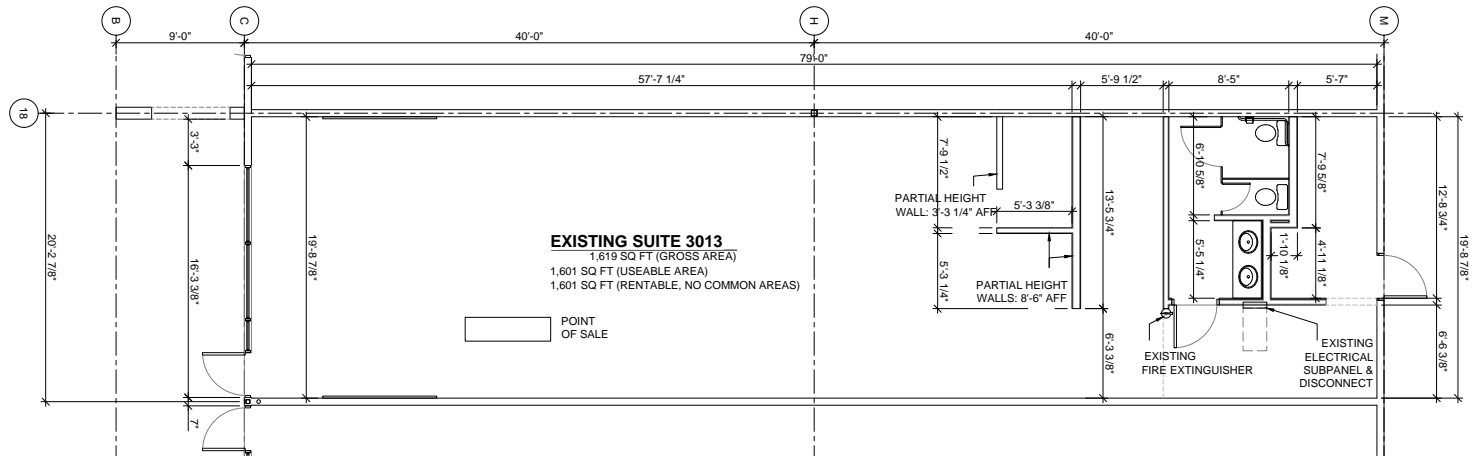 B
C
H
M
9'-0"
40'-0"
40'-0"
79'-0"
57'-7 1/4"
5'-9 1/2"
8'-5"
5'-7"
18
3'-3"
20'-2 7/8"
16'-3 3/8"
7"
19'-8 7/8"
EXISTING SUITE 3013
1,619 SQ FT (GROSS AREA)
1,601 SQ FT (USEABLE AREA)
1,601 SQ FT (RENTABLE, NO COMMON AREAS)
POINT
OF SALE
7'-9 1/2"
5'-3 1/4"
PARTIAL HEIGHT
WALL: 3'-3 1/4" AFF
5'-3 3/8"
PARTIAL HEIGHT
WALLS: 8'-6" AFF
13'-5 3/4"
6'-3 3/8"
EXISTING
FIRE EXTINGUISHER
6'-10 5/8"
5'-5 1/4"
1'-10 1/8"
7'-9 5/8"
4'-11 1/8"
EXISTING
ELECTRICAL
SUBPANEL &
DISCONNECT
12'-8 3/4"
6'-6 3/8"
19'-8 7/8"